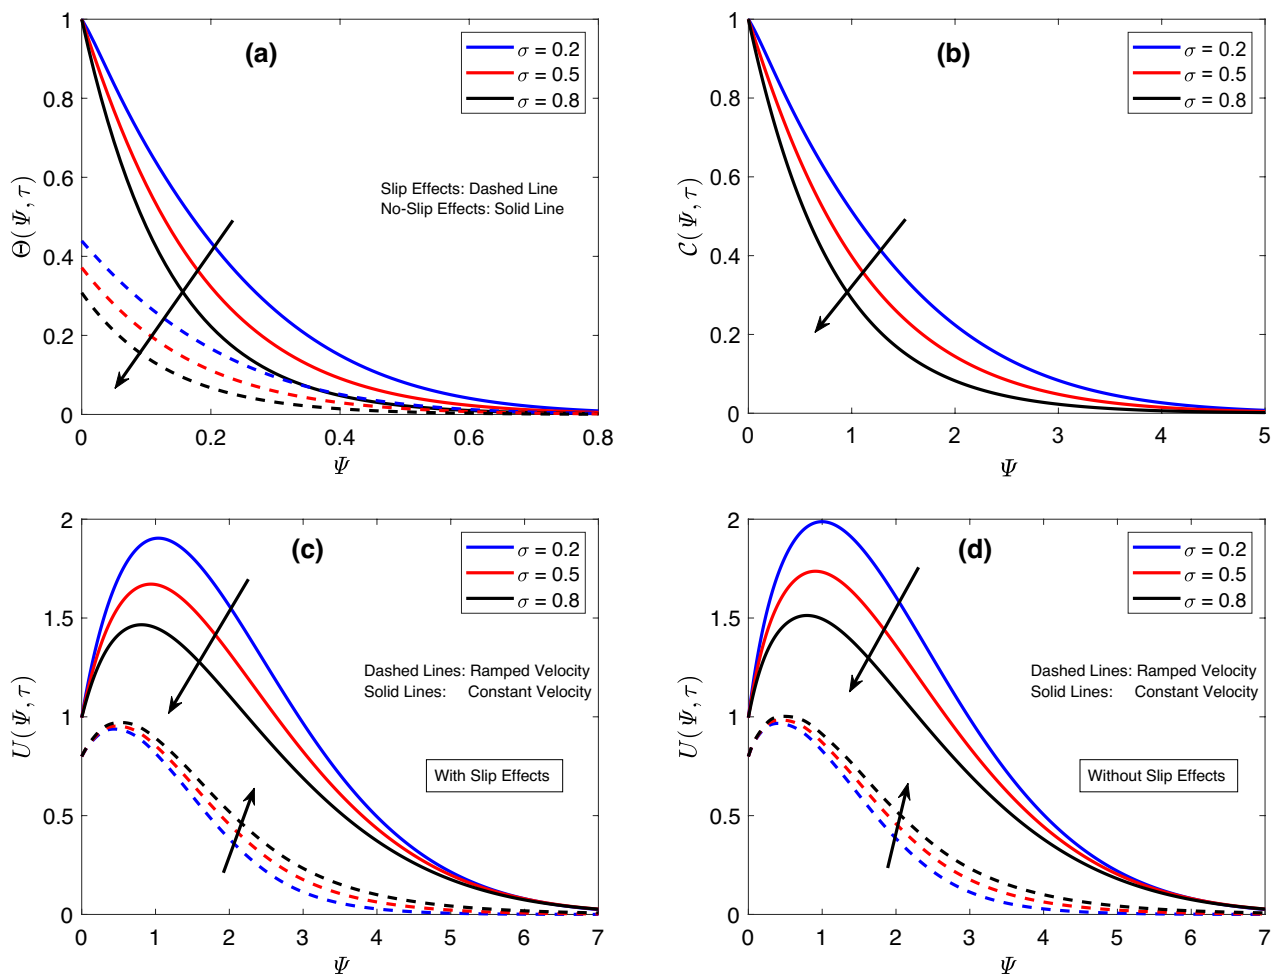 (a)
σ = 0.2
σ = 0.5
σ = 0.8
Slip Effects: Dashed Line
No-Slip Effects: Solid Line
Θ(Ψ, τ)
1
0.8
0.6
0.4
0.2
0
0 0.2 0.4 0.6 0.8
Ψ
(b)
σ = 0.2
σ = 0.5
σ = 0.8
C(Ψ, τ)
1
0.8
0.6
0.4
0.2
0
0 1 2 3 4 5
Ψ
(c)
σ = 0.2
σ = 0.5
σ = 0.8
Dashed Lines: Ramped Velocity
Solid Lines: Constant Velocity
With Slip Effects
U(Ψ, τ)
2
1.5
1
0.5
0
0 1 2 3 4 5 6 7
Ψ
(d)
σ = 0.2
σ = 0.5
σ = 0.8
Dashed Lines: Ramped Velocity
Solid Lines: Constant Velocity
Without Slip Effects
U(Ψ, τ)
2
1.5
1
0.5
0
0 1 2 3 4 5 6 7
Ψ